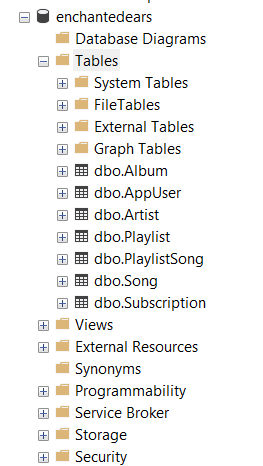 enchantedears
Database Diagrams
Tables
System Tables
FileTables
External Tables
Graph Tables
dbo.Album
dbo.AppUser
dbo.Artist
dbo.Playlist
dbo.PlaylistSong
dbo.Song
dbo.Subscription
Views
External Resources
Synonyms
Programmability
Service Broker
Storage
Security